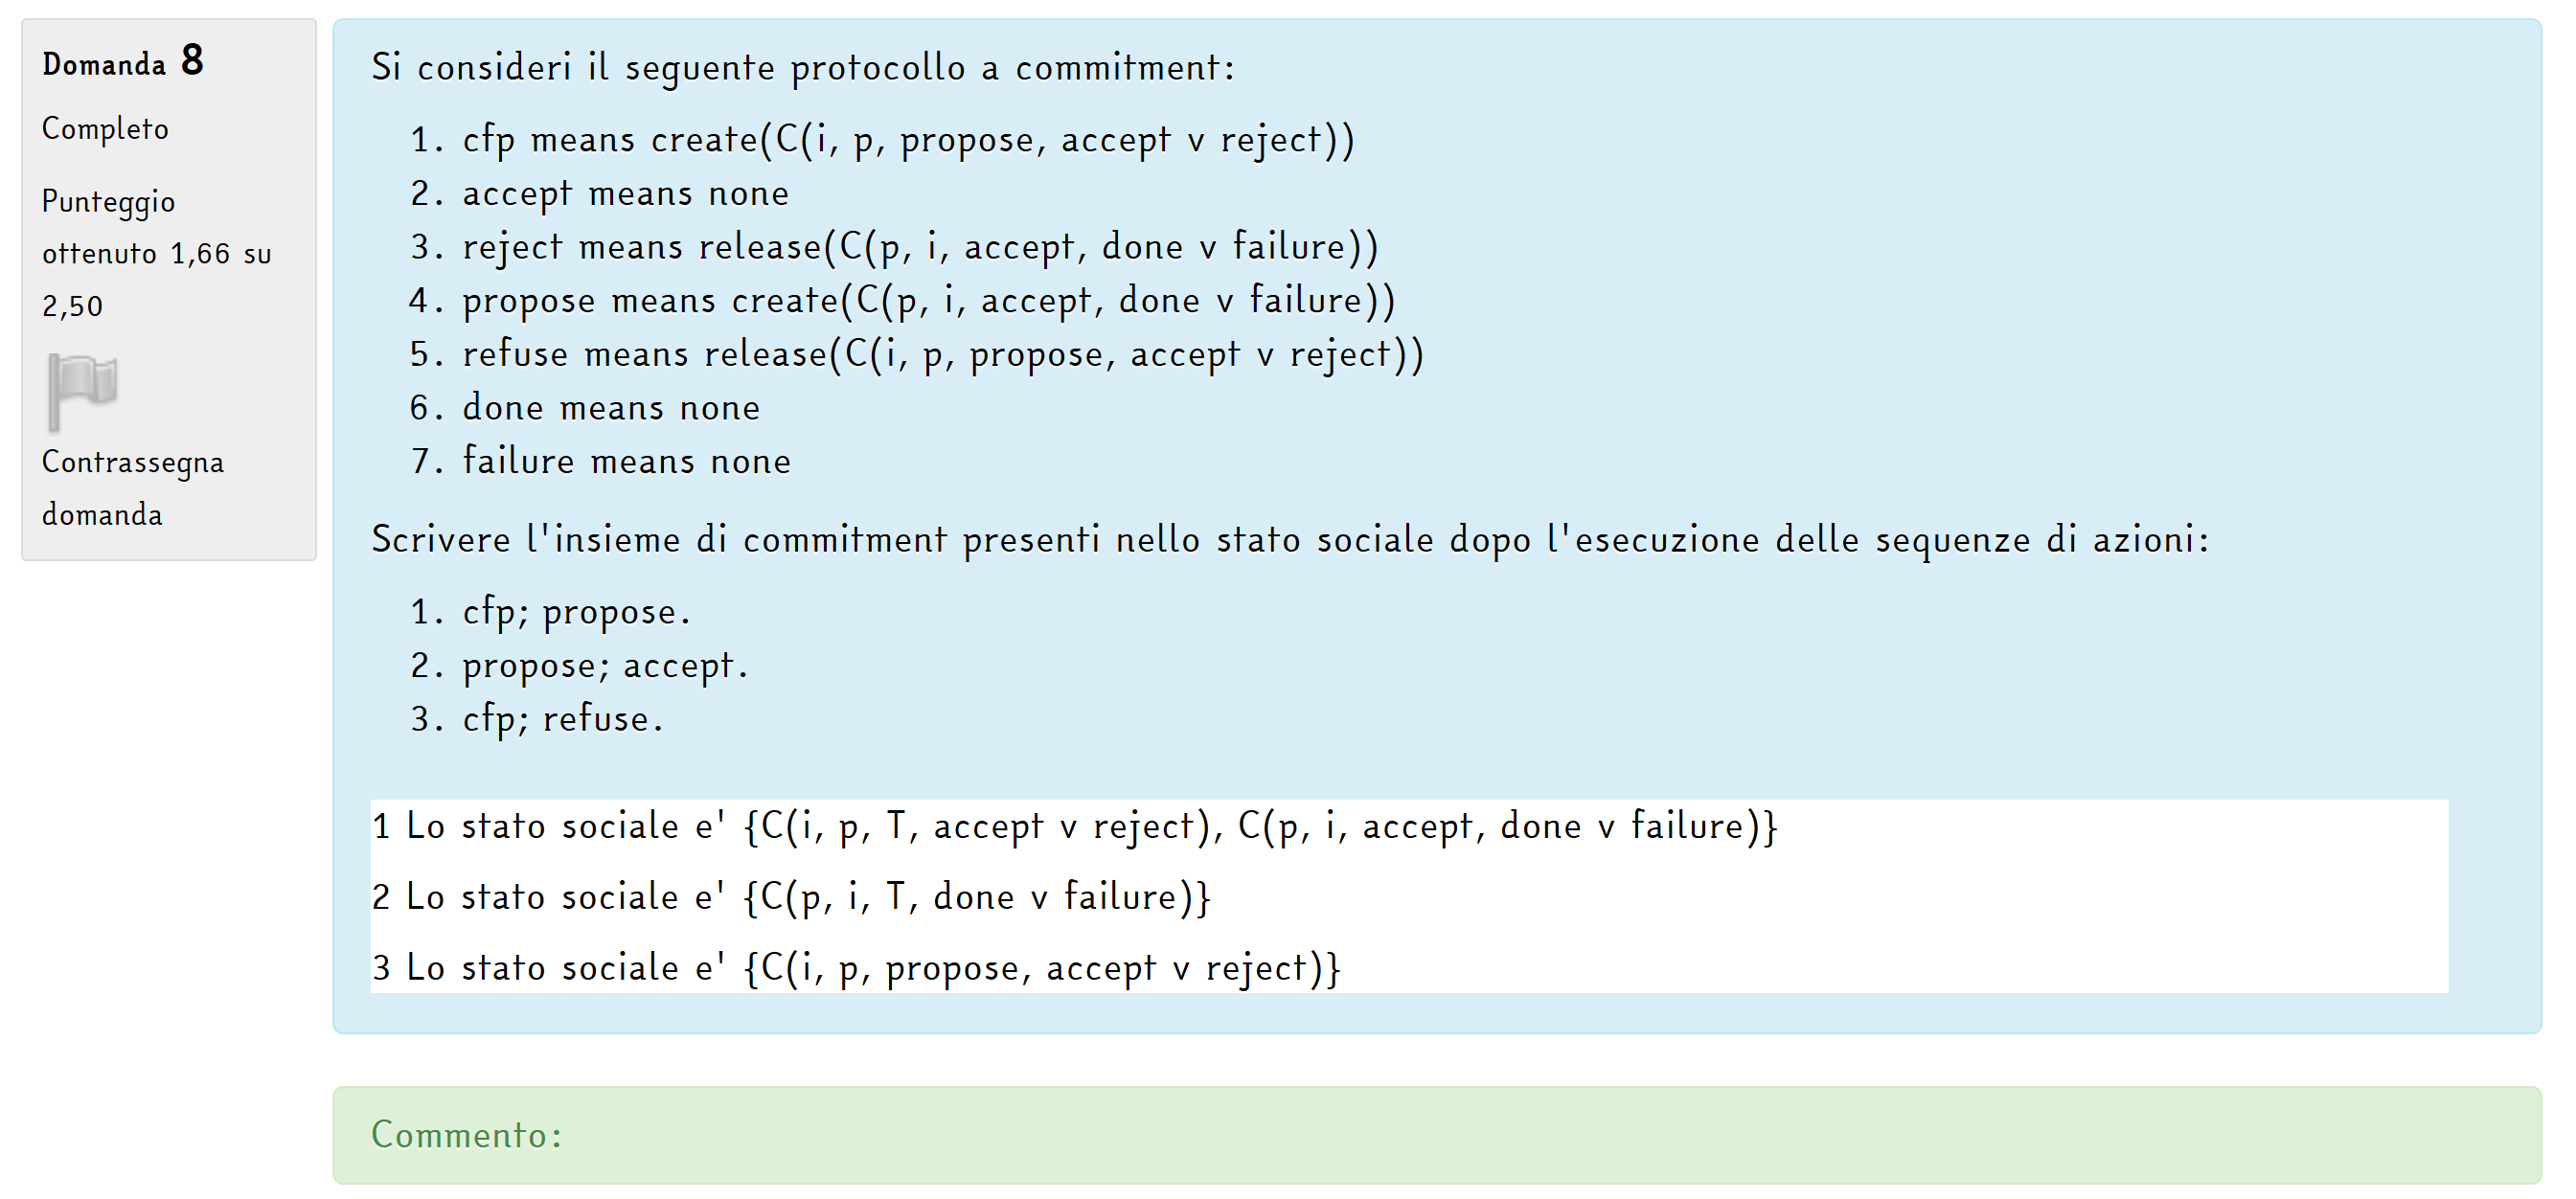 Domanda 8
Completo
Punteggio
ottenuto 1,66 su
2,50
Contrassegna
domanda
Si consideri il seguente protocollo a commitment:
1. cfp means create(C(i, p, propose, accept v reject))
2. accept means none
3. reject means release(C(p, i, accept, done v failure))
4. propose means create(C(p, i, accept, done v failure))
5. refuse means release(C(i, p, propose, accept v reject))
6. done means none
7. failure means none
Scrivere l'insieme di commitment presenti nello stato sociale dopo l'esecuzione delle sequenze di azioni:
1. cfp; propose.
2. propose; accept.
3. cfp; refuse.
1 Lo stato sociale e' {C(i, p, T, accept v reject), C(p, i, accept, done v failure)}
2 Lo stato sociale e' {C(p, i, T, done v failure)}
3 Lo stato sociale e' {C(i, p, propose, accept v reject)}
Commento: